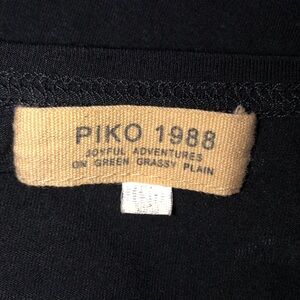 PIKO 1988
JOYFUL ADVENTURES
ON GREEN GRASSY PLAIN